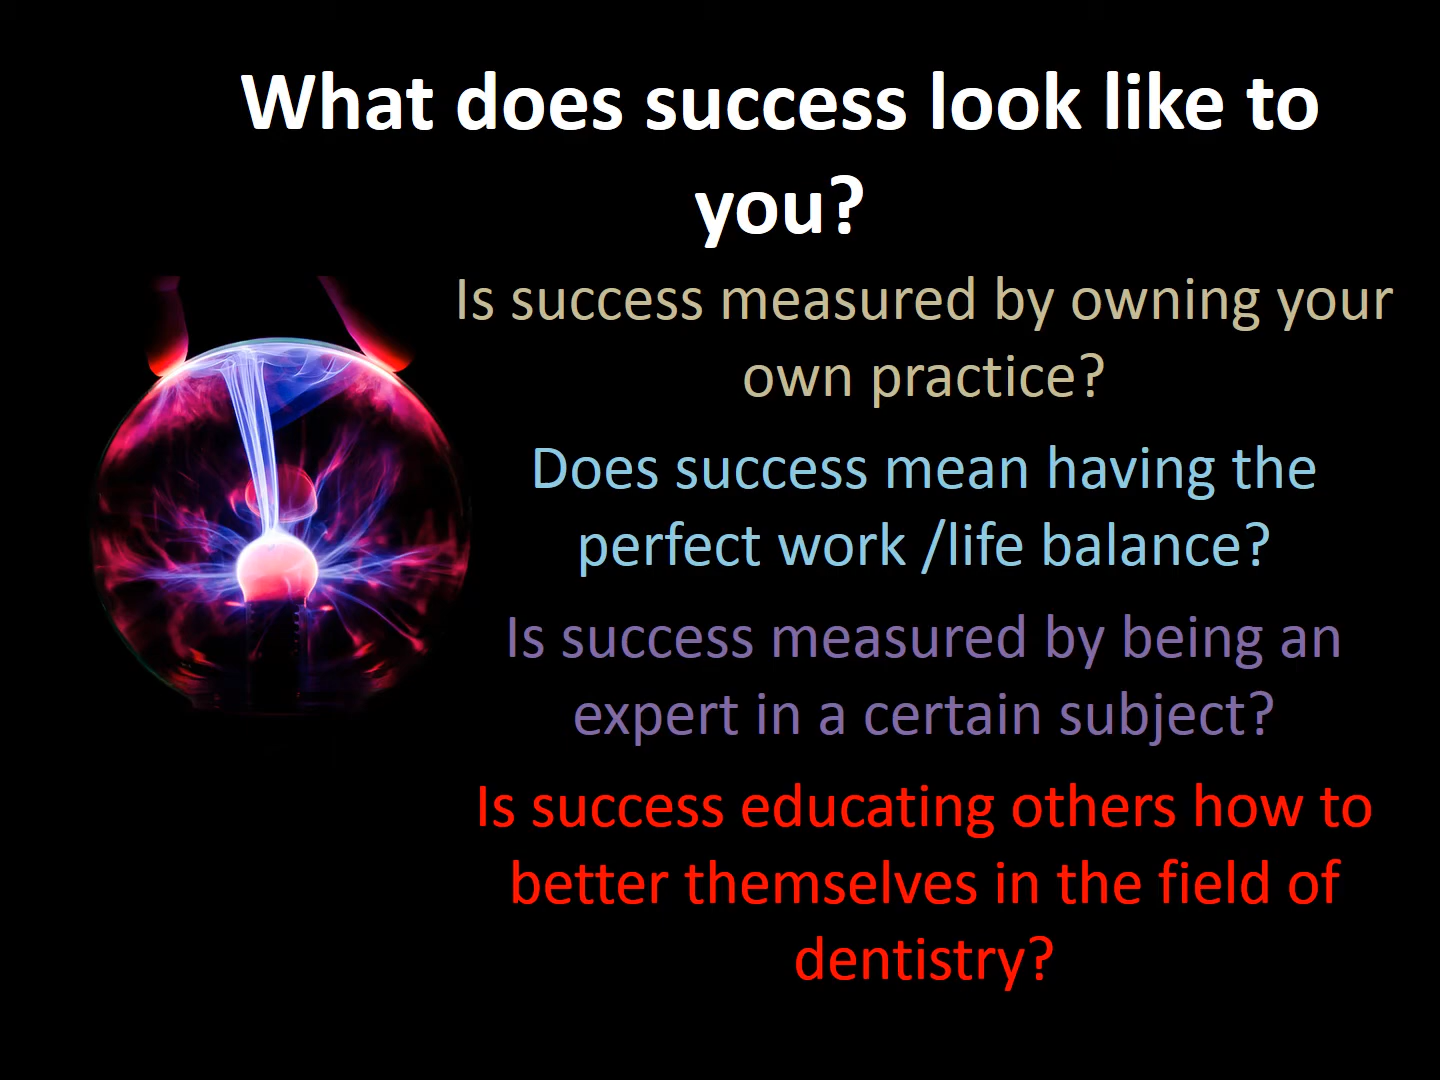 What does success look like to
you?
Is success measured by owning your
own practice?
Does success mean having the
perfect work /life balance?
Is success measured by being an
expert in a certain subject?
Is success educating others how to
better themselves in the field of
dentistry?